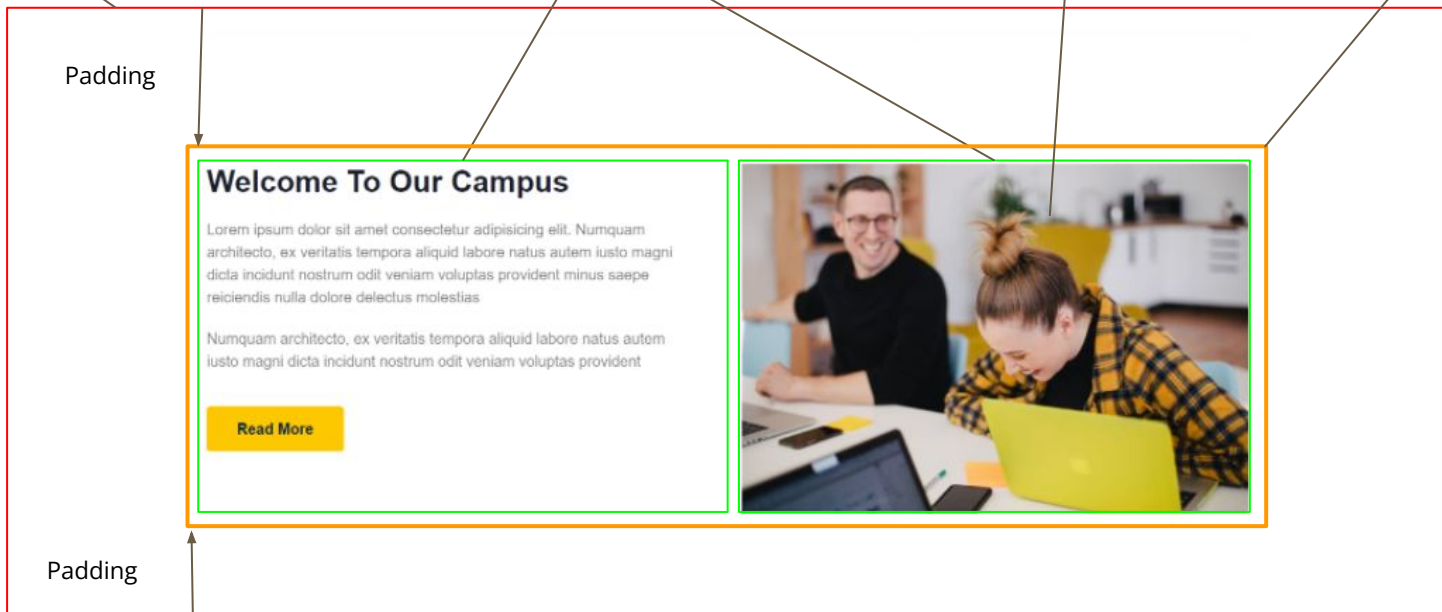 Padding
Welcome To Our Campus
Lorem ipsum dolor sit amet consectetur adipisicing elit. Numquam
architecto, ex veritatis tempora aliquid labore natus autem iusto magni
dicta incidunt nostrum odit veniam voluptas provident minus saepe
reiciendis nulla dolore delectus molestias
Numquam architecto, ex veritatis tempora aliquid labore natus autem
iusto magni dicta incidunt nostrum odit veniam voluptas provident
Read More
Padding